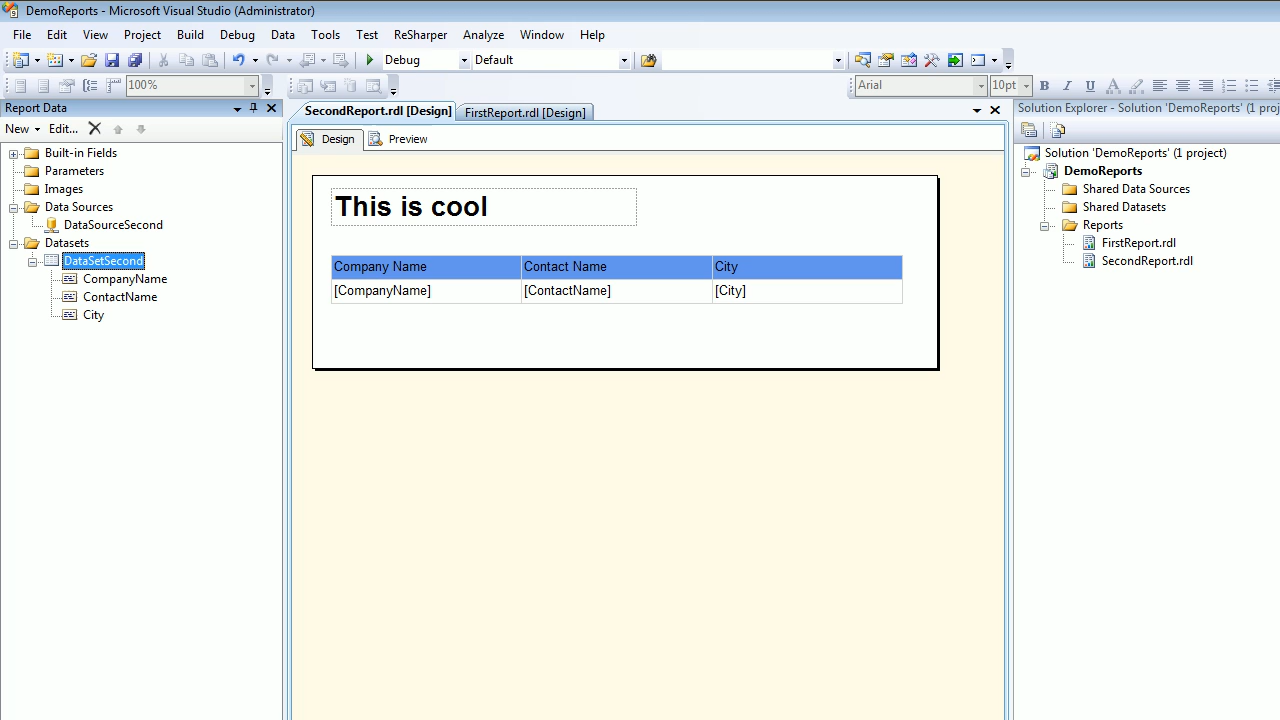 DemoReports - Microsoft Visual Studio (Administrator)
File Edit View Project Build Debug Data Tools Test ReSharper Analyze Window Help
Debug Default
100% Arial 10pt B I U A
Report Data
New Edit...
Built-in Fields
Parameters
Images
Data Sources
DataSourceSecond
Datasets
DataSetSecond
CompanyName
ContactName
City
SecondReport.rdl [Design] FirstReport.rdl [Design]
Design Preview
This is cool
Company Name Contact Name City
[CompanyName] [ContactName] [City]
Solution Explorer - Solution 'DemoReports' (1 proj
Solution 'DemoReports' (1 project)
DemoReports
Shared Data Sources
Shared Datasets
Reports
FirstReport.rdl
SecondReport.rdl